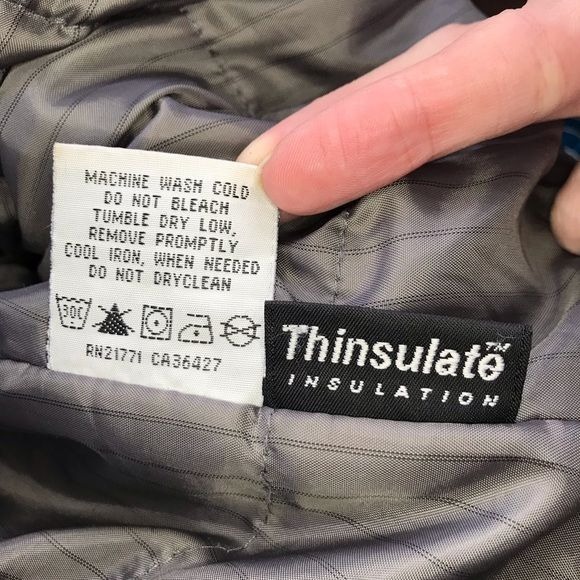 MACHINE WASH COLD
DO NOT BLEACH
TUMBLE DRY LOW,
REMOVE PROMPTLY
COOL IRON, WHEN NEEDED
DO NOT DRYCLEAN
30C
RN21771 CA36427
Thinsulate™
INSULATION